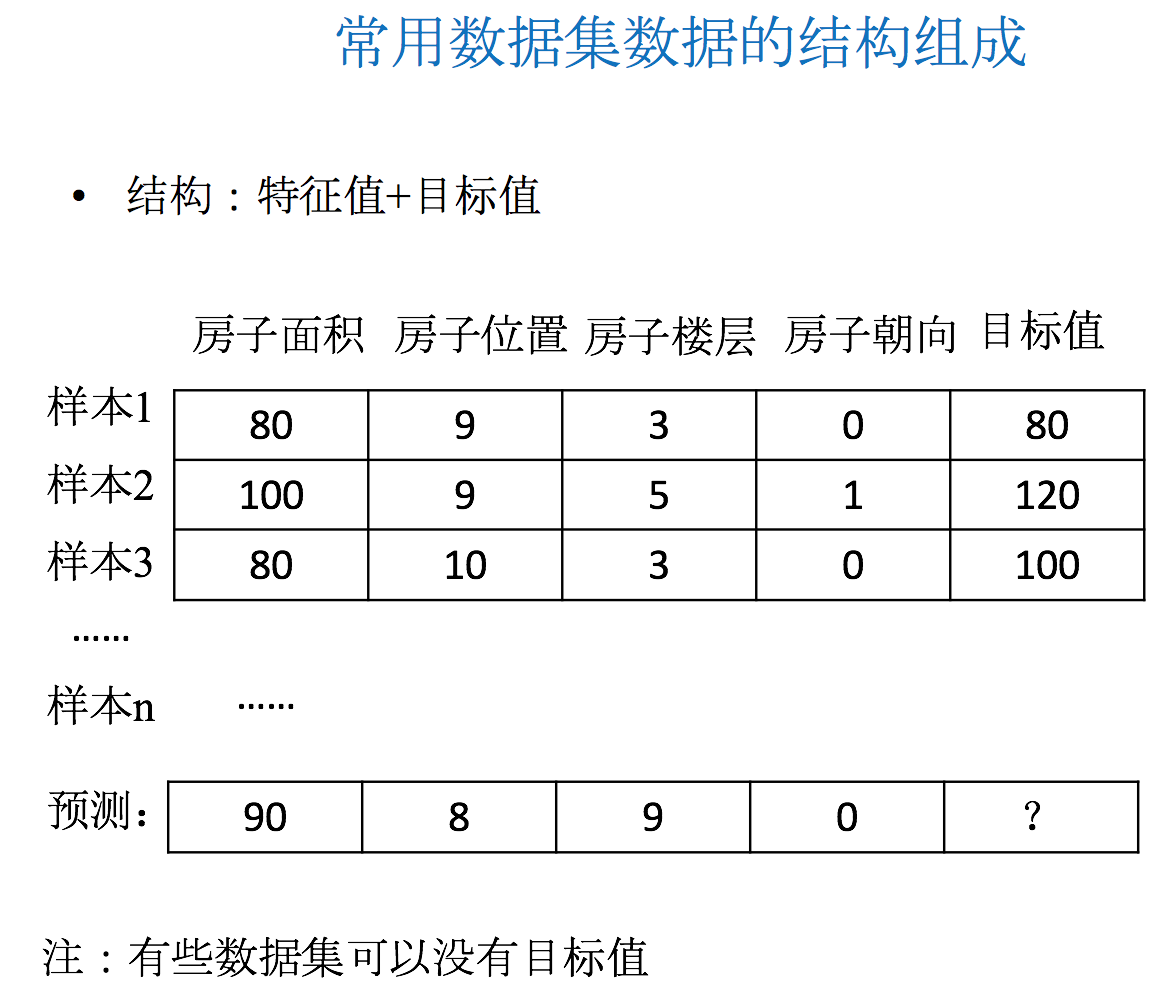 常用数据集数据的结构组成
• 结构：特征值+目标值
房子面积 房子位置 房子楼层 房子朝向 目标值
样本1 80 9 3 0 80
样本2 100 9 5 1 120
样本3 80 10 3 0 100
……
样本n ……
预测： 90 8 9 0 ？
注：有些数据集可以没有目标值